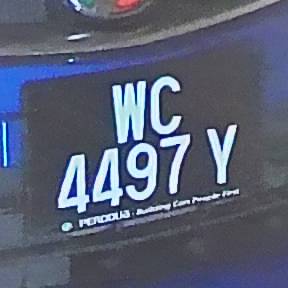 WC
4497 Y
PERODUA - Building Cars People First